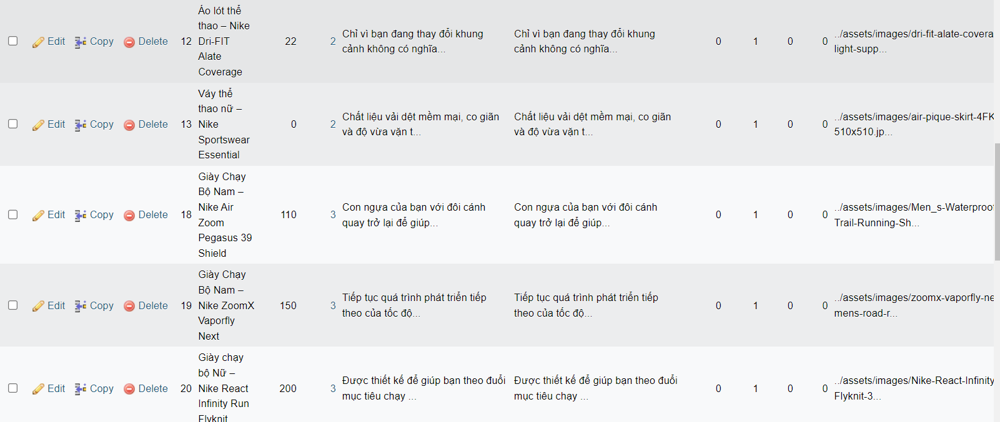 Áo lót thể
thao – Nike
Dri-FIT
Alate
Coverage
Edit Copy Delete 12 22 2
Chỉ vì bạn đang thay đổi khung
cảnh không có nghĩa...
Chỉ vì bạn đang thay đổi khung
cảnh không có nghĩa...
0 1 0 0
../assets/images/dri-fit-alate-covera
light-supp...
Váy thể
thao nữ –
Nike
Sportswear
Essential
Edit Copy Delete 13 0 2
Chất liệu vải dệt mềm mại, co giãn
và độ vừa vặn t...
Chất liệu vải dệt mềm mại, co giãn
và độ vừa vặn t...
0 1 0 0
../assets/images/air-pique-skirt-4FK
510x510.jp...
Giày Chạy
Bộ Nam –
Nike Air
Zoom
Pegasus 39
Shield
Edit Copy Delete 18 110 3
Con ngựa của bạn với đôi cánh
quay trở lại để giúp...
Con ngựa của bạn với đôi cánh
quay trở lại để giúp...
0 1 0 0
../assets/images/Men_s-Waterproof
Trail-Running-Sh...
Giày Chạy
Bộ Nam –
Nike ZoomX
Vaporfly
Next
Edit Copy Delete 19 150 3
Tiếp tục quá trình phát triển tiếp
theo của tốc độ...
Tiếp tục quá trình phát triển tiếp
theo của tốc độ...
0 1 0 0
../assets/images/zoomx-vaporfly-ne
mens-road-r...
Giày chạy
bộ Nữ –
Nike React
Infinity Run
Flyknit
Edit Copy Delete 20 200 3
Được thiết kế để giúp bạn theo đuổi
mục tiêu chạy ...
Được thiết kế để giúp bạn theo đuổi
mục tiêu chạy ...
0 1 0 0
../assets/images/Nike-React-Infinity
Flyknit-3...